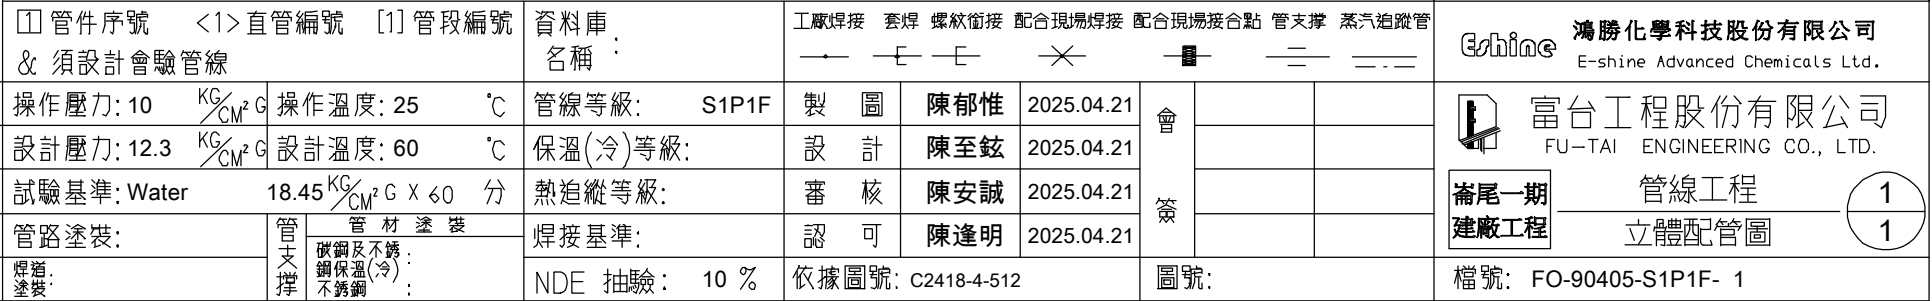 1 管件序號 <1>直管編號 [1] 管段編號
& 須設計會驗管線
資料庫名稱:
工廠焊接 套焊 螺紋銜接 配合現場焊接 配合現場接合點 管支撐 蒸汽追蹤管
Eshine 鴻勝化學科技股份有限公司
E-shine Advanced Chemicals Ltd.
操作壓力: 10 KG/CM² G 操作溫度: 25 °C 管線等級: S1P1F 製圖 陳郁惟 2025.04.21
設計壓力: 12.3 KG/CM² G 設計溫度: 60 °C 保溫(冷)等級: 設計 陳至鉉 2025.04.21
試驗基準: Water 18.45 KG/CM² G X 60 分 熱追縱等級: 審核 陳安誠 2025.04.21
管路塗裝: 管支撐 管材塗裝 焊接基準: 認可 陳逢明 2025.04.21
碳鋼及不銹鋼保溫(冷):
不銹鋼:
焊道塗裝:
NDE 抽驗: 10 % 依據圖號: C2418-4-512 圖號:
會簽
富台工程股份有限公司
FU-TAI ENGINEERING CO., LTD.
崙尾一期
建廠工程
管線工程
立體配管圖
1
1
檔號: FO-90405-S1P1F- 1